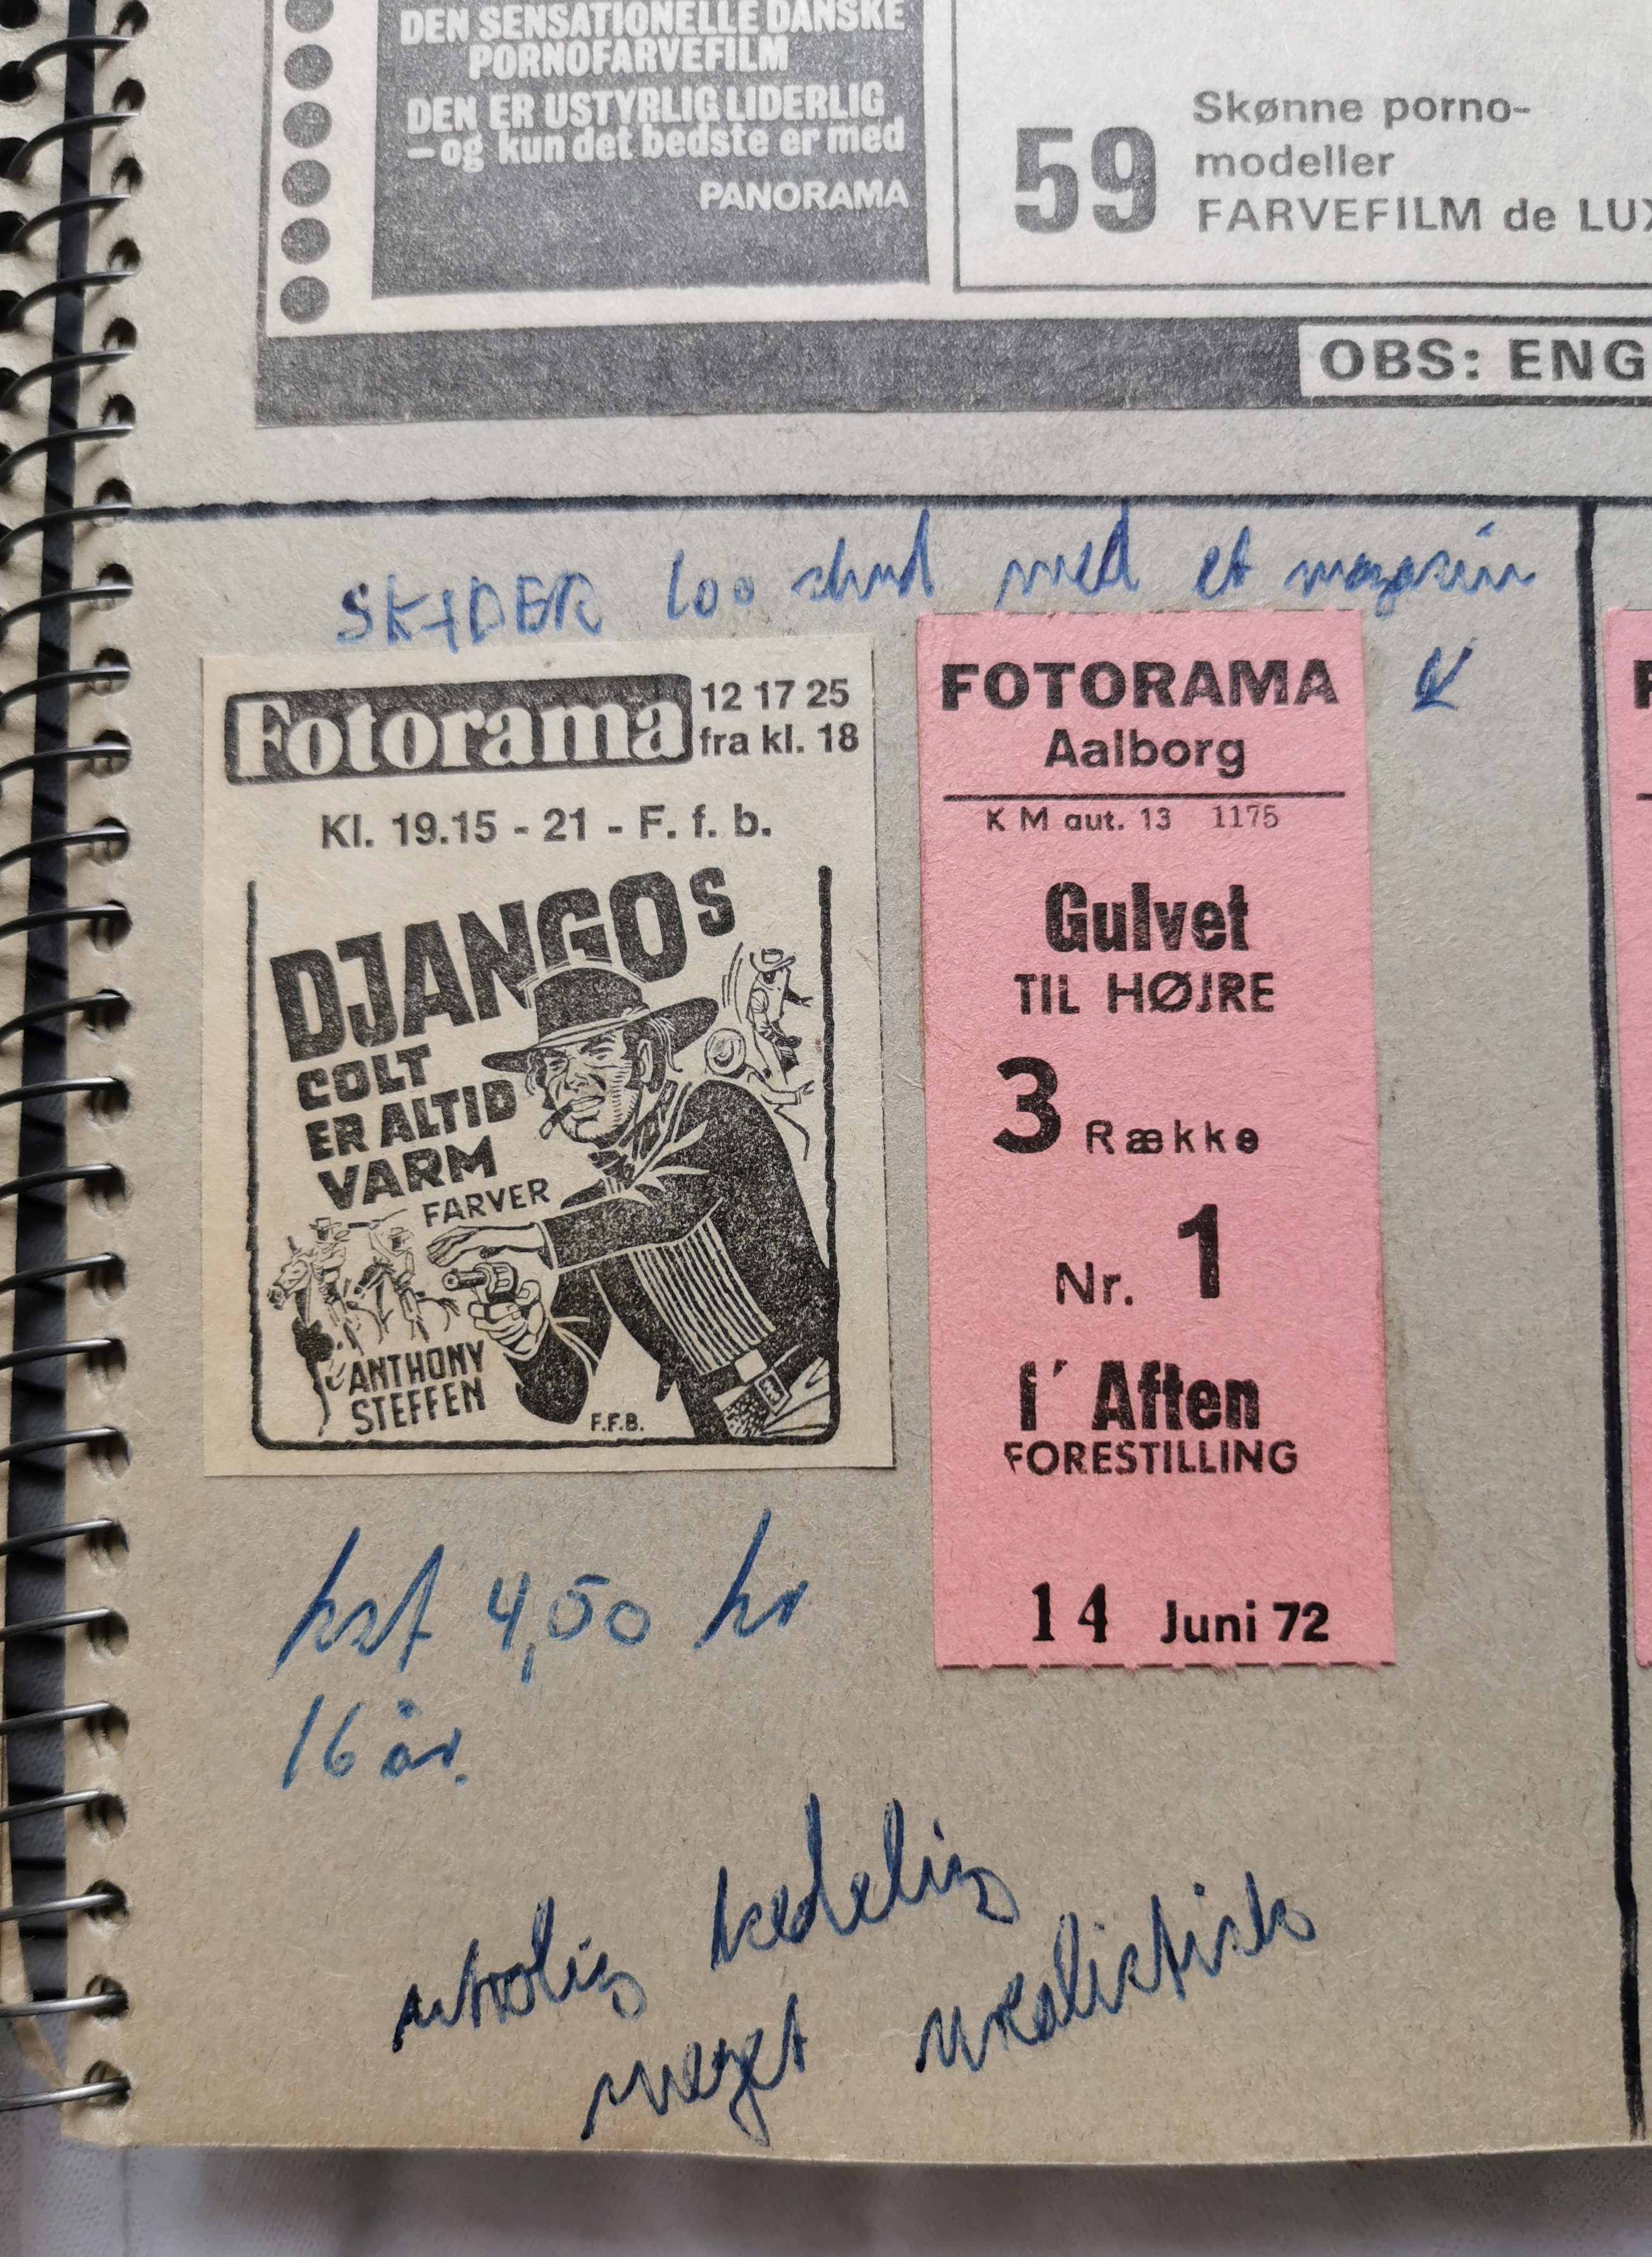 DEN SENSATIONELLE DANSKE
PORNOFARVEFILM
DEN ER USTYRLIG LIDERLIG
– og kun det bedste er med
PANORAMA
59
Skønne porno-
modeller
FARVEFILM de LUX
OBS: ENG
SKYDER 100 skud med et magasin
Fotorama
12 17 25
fra kl. 18
Kl. 19.15 - 21 - F. f. b.
DJANGOs
COLT
ER ALTID
VARM
FARVER
ANTHONY
STEFFEN
F.F.B.
FOTORAMA
Aalborg
K M aut. 13 1175
Gulvet
TIL HØJRE
3 Række
Nr. 1
I´ Aften
FORESTILLING
14 Juni 72
kst 4,50 kr
16 år.
utrolig kedelig
meget urealistisk